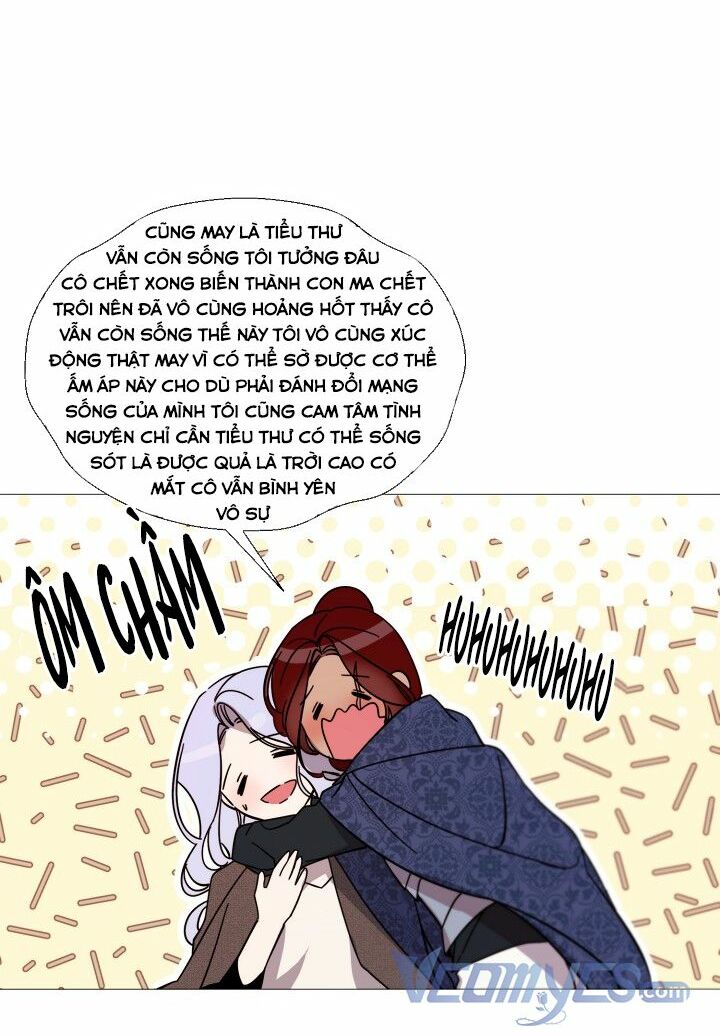 CŨNG MAY LÀ TIỂU THƯ
VẪN CÒN SỐNG TÔI TƯỞNG ĐÂU
CÔ CHẾT XONG BIẾN THÀNH CON MA CHẾT
TRÔI NÊN ĐÃ VÔ CÙNG HOẢNG HỐT THẤY CÔ
VẪN CÒN SỐNG THẾ NÀY TÔI VÔ CÙNG XÚC
ĐỘNG THẬT MAY VÌ CÓ THỂ SỜ ĐƯỢC CƠ THỂ
ẤM ÁP NÀY CHO DÙ PHẢI ĐÁNH ĐỔI MẠNG
SỐNG CỦA MÌNH TÔI CŨNG CAM TÂM TÌNH
NGUYỆN CHỈ CẦN TIỂU THƯ CÓ THỂ SỐNG
SÓT LÀ ĐƯỢC QUẢ LÀ TRỜI CAO CÓ
MẮT CÔ VẪN BÌNH YÊN
VÔ SỰ
ÔM CHẦM
HUHUHUHUHUHUHU
VCOMYCS.com